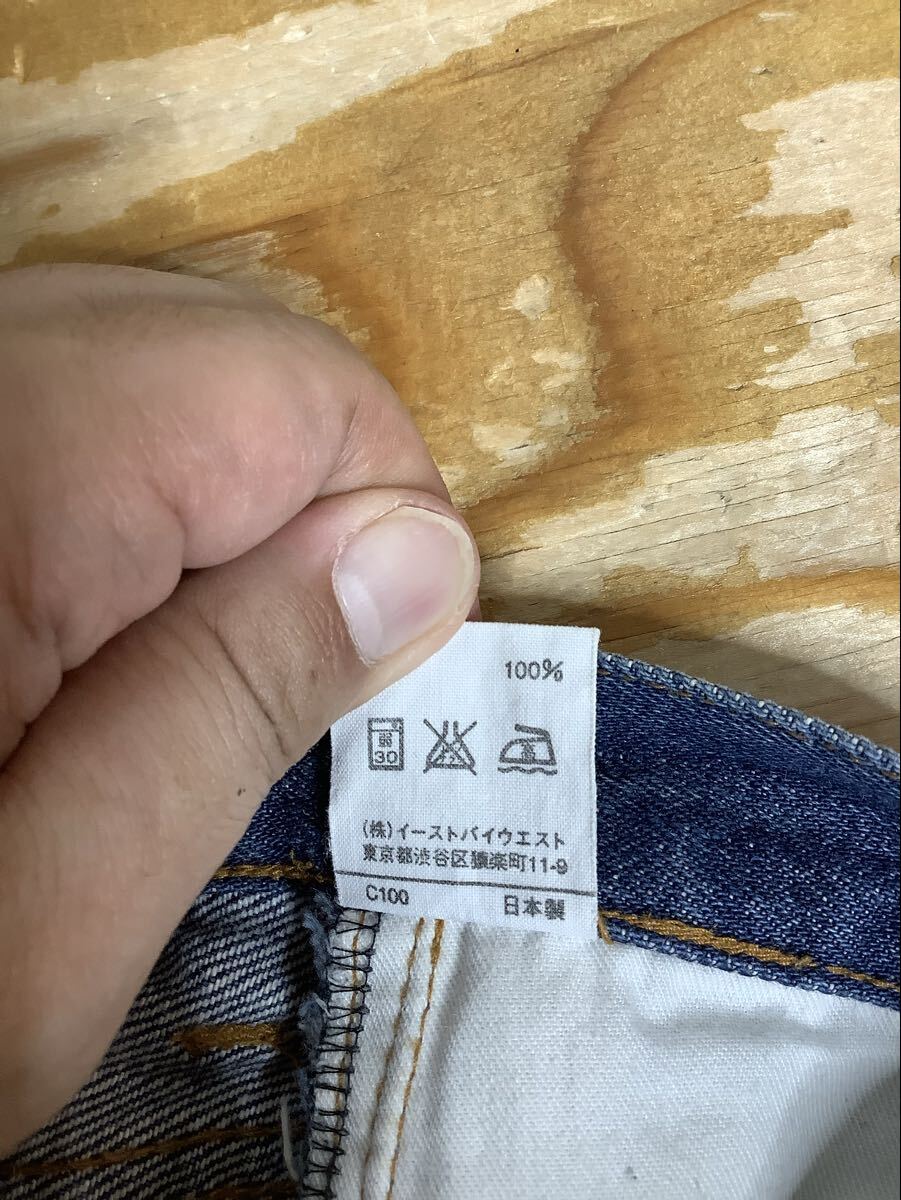 100%
弱
30
(株)イーストバイウエスト
東京都渋谷区猿楽町11-9
C100 日本製